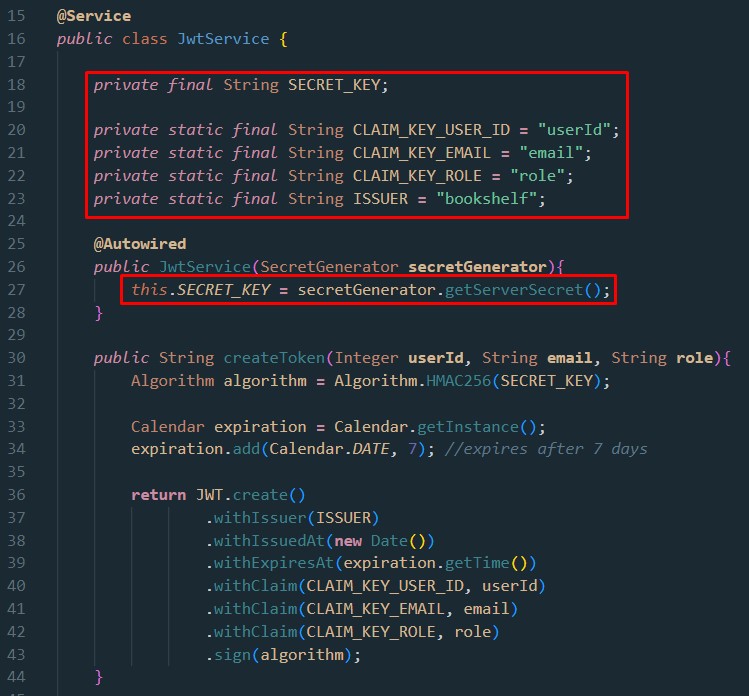 15 @Service
16 public class JwtService {
17
18 private final String SECRET_KEY;
19
20 private static final String CLAIM_KEY_USER_ID = "userId";
21 private static final String CLAIM_KEY_EMAIL = "email";
22 private static final String CLAIM_KEY_ROLE = "role";
23 private static final String ISSUER = "bookshelf";
24
25 @Autowired
26 public JwtService(SecretGenerator secretGenerator){
27 this.SECRET_KEY = secretGenerator.getServerSecret();
28 }
29
30 public String createToken(Integer userId, String email, String role){
31 Algorithm algorithm = Algorithm.HMAC256(SECRET_KEY);
32
33 Calendar expiration = Calendar.getInstance();
34 expiration.add(Calendar.DATE, 7); //expires after 7 days
35
36 return JWT.create()
37 .withIssuer(ISSUER)
38 .withIssuedAt(new Date())
39 .withExpiresAt(expiration.getTime())
40 .withClaim(CLAIM_KEY_USER_ID, userId)
41 .withClaim(CLAIM_KEY_EMAIL, email)
42 .withClaim(CLAIM_KEY_ROLE, role)
43 .sign(algorithm);
44 }